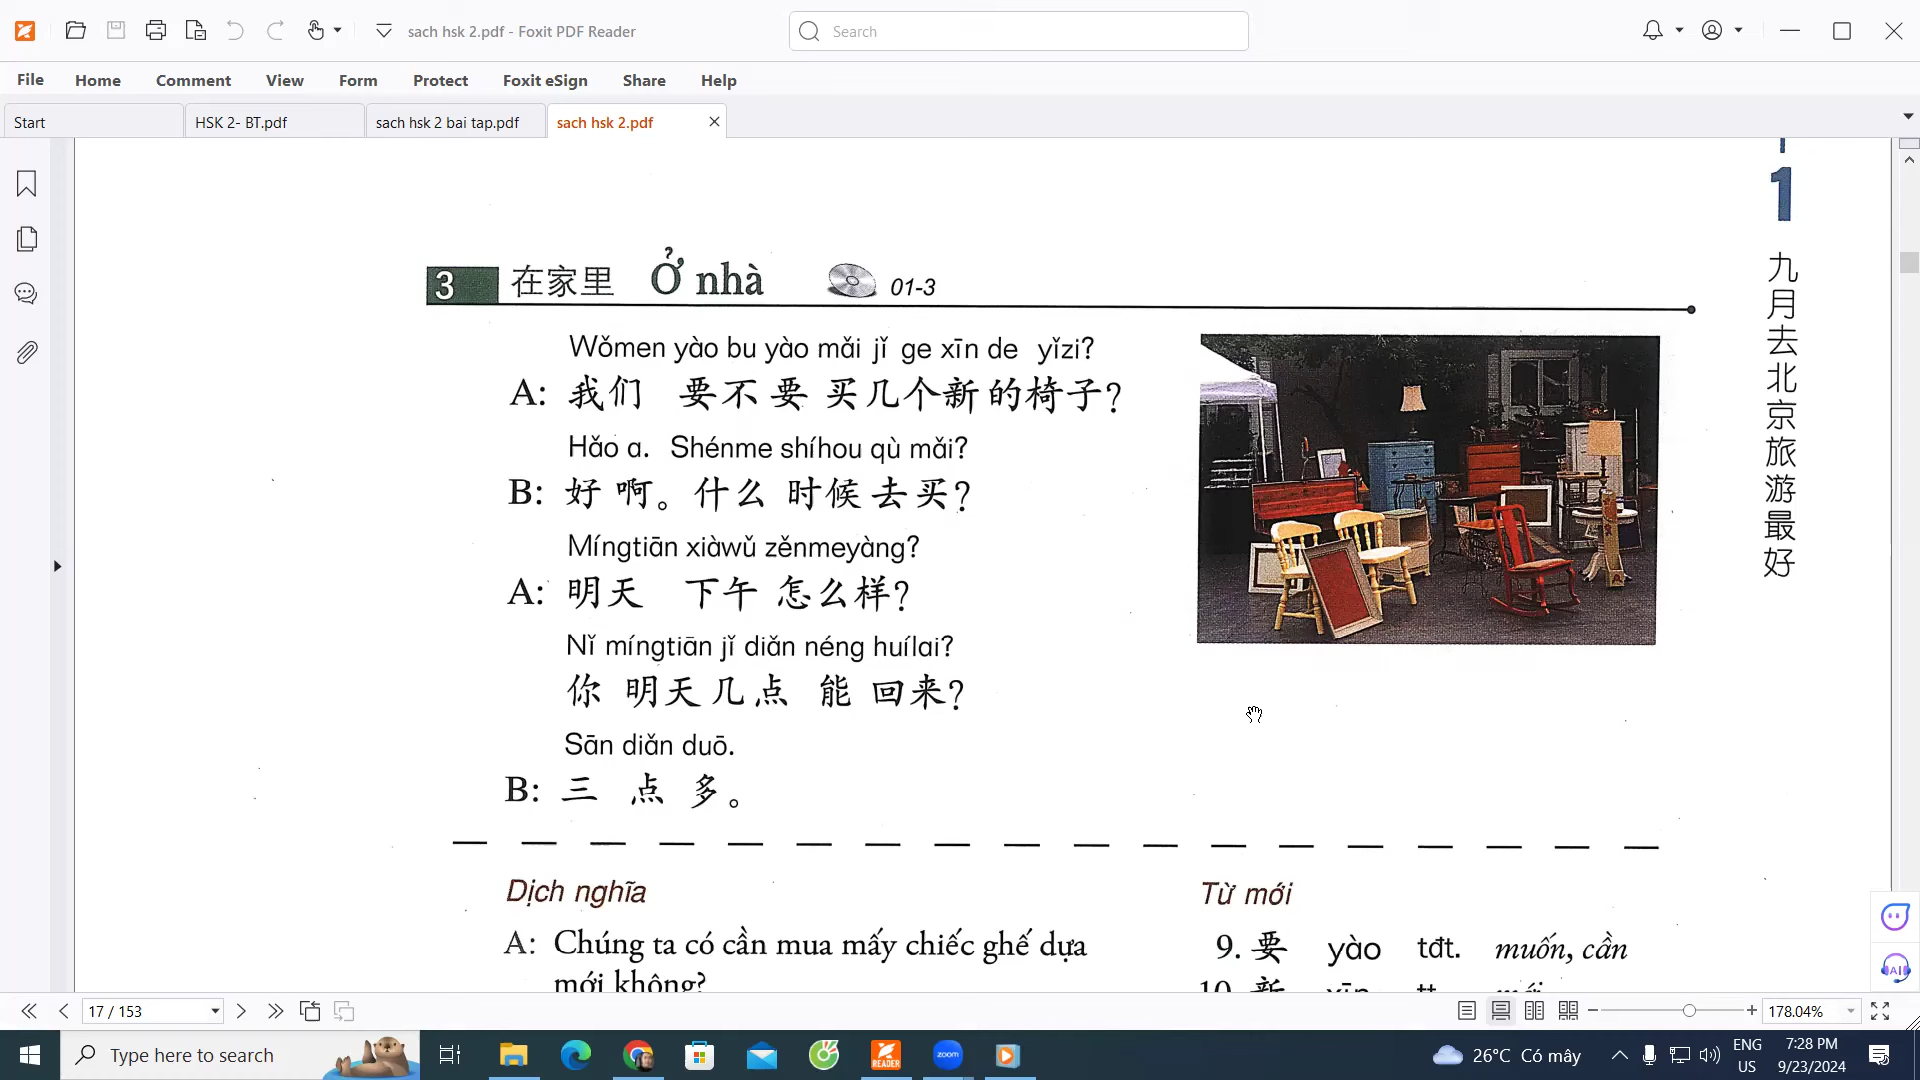 sach hsk 2.pdf - Foxit PDF Reader
Search
File Home Comment View Form Protect Foxit eSign Share Help
Start
HSK 2- BT.pdf
sach hsk 2 bai tap.pdf
sach hsk 2.pdf
1
九月去北京旅游最好
3 在家里 Ở nhà 01-3
Wǒmen yào bu yào mǎi jǐ ge xīn de yǐzi?
A: 我们 要不要 买几个新的椅子?
Hǎo a. Shénme shíhou qù mǎi?
B: 好啊。什么 时候去买?
Míngtiān xiàwǔ zěnmeyàng?
A: 明天 下午 怎么样?
Nǐ míngtiān jǐ diǎn néng huílai?
你 明天几点 能 回来?
Sān diǎn duō.
B: 三 点 多。
Dịch nghĩa
A: Chúng ta có cần mua mấy chiếc ghế dựa
mới không?
Từ mới
9. 要 yào tđt. muốn, cần
10. 新 xīn tt. mới
17 / 153
178.04%
Type here to search
26°C Có mây
ENG
US
7:28 PM
9/23/2024